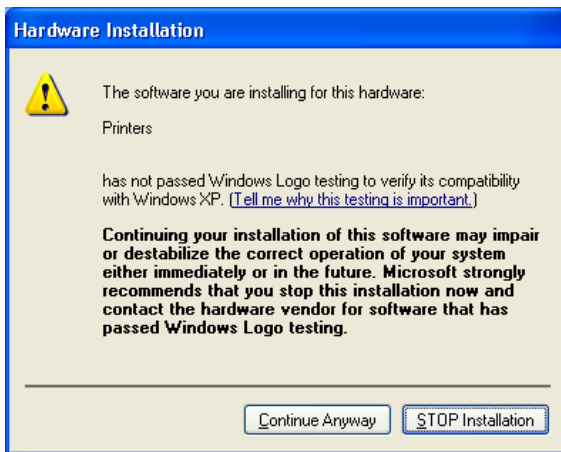 Hardware Installation
The software you are installing for this hardware:
Printers
has not passed Windows Logo testing to verify its compatibility
with Windows XP. (Tell me why this testing is important.)
Continuing your installation of this software may impair
or destabilize the correct operation of your system
either immediately or in the future. Microsoft strongly
recommends that you stop this installation now and
contact the hardware vendor for software that has
passed Windows Logo testing.
Continue Anyway
STOP Installation